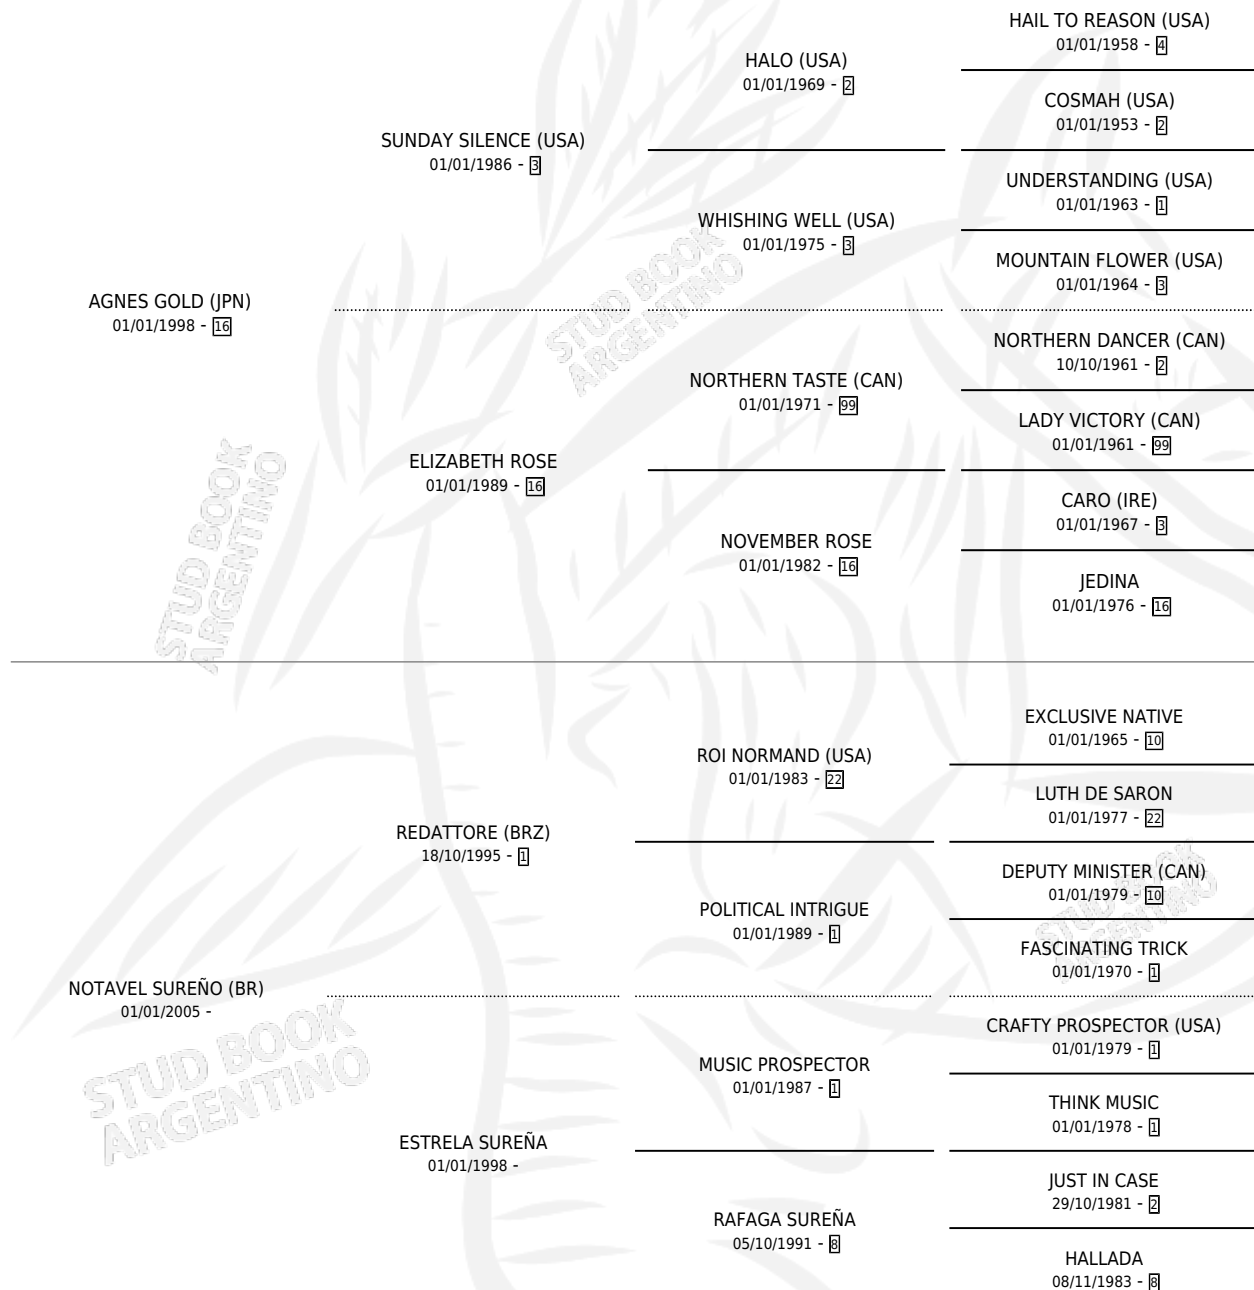 HAIL TO REASON (USA)
01/01/1958 - 4
HALO (USA)
01/01/1969 - 2
COSMAH (USA)
01/01/1953 - 2
SUNDAY SILENCE (USA)
01/01/1986 - 3
UNDERSTANDING (USA)
01/01/1963 - 1
WHISHING WELL (USA)
01/01/1975 - 3
MOUNTAIN FLOWER (USA)
01/01/1964 - 3
AGNES GOLD (JPN)
01/01/1998 - 16
STUD BOOK
ARGENTINO
NORTHERN DANCER (CAN)
10/10/1961 - 2
NORTHERN TASTE (CAN)
01/01/1971 - 99
LADY VICTORY (CAN)
01/01/1961 - 99
ELIZABETH ROSE
01/01/1989 - 16
CARO (IRE)
01/01/1967 - 3
NOVEMBER ROSE
01/01/1982 - 16
JEDINA
01/01/1976 - 16
STUD BOOK
ARGENTINO
EXCLUSIVE NATIVE
01/01/1965 - 10
ROI NORMAND (USA)
01/01/1983 - 22
LUTH DE SARON
01/01/1977 - 22
REDATTORE (BRZ)
18/10/1995 - 1
DEPUTY MINISTER (CAN)
01/01/1979 - 10
STUD BOOK
ARGENTINO
POLITICAL INTRIGUE
01/01/1989 - 1
FASCINATING TRICK
01/01/1970 - 1
NOTAVEL SUREÑO (BR)
01/01/2005 -
CRAFTY PROSPECTOR (USA)
01/01/1979 - 1
MUSIC PROSPECTOR
01/01/1987 - 1
THINK MUSIC
01/01/1978 - 1
STUD BOOK
ARGENTINO
ESTRELA SUREÑA
01/01/1998 -
JUST IN CASE
29/10/1981 - 2
RAFAGA SUREÑA
05/10/1991 - 8
HALLADA
08/11/1983 - 8